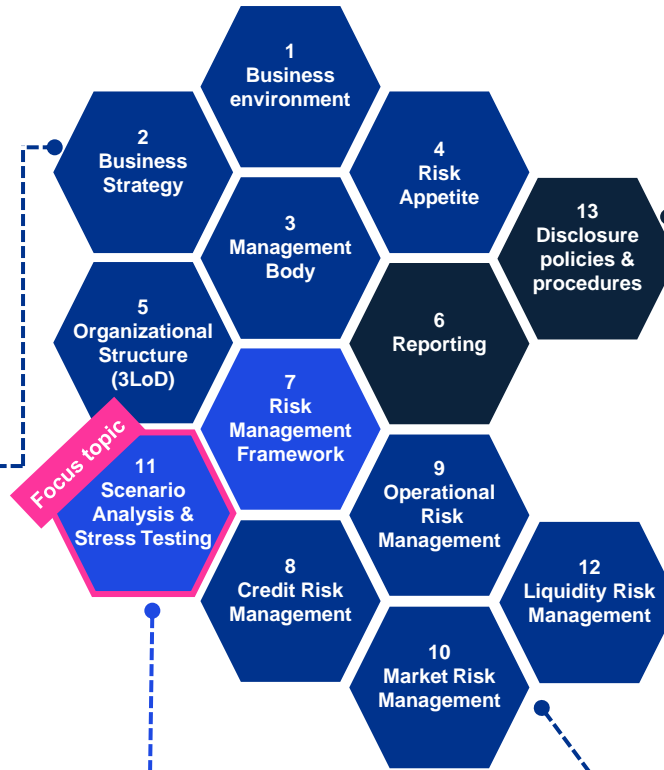 1
Business
environment
2
Business
Strategy
4
Risk
Appetite
3
Management
Body
13
Disclosure
policies &
procedures
5
Organizational
Structure
(3LoD)
6
Reporting
7
Risk
Management
Framework
Focus topic
11
Scenario
Analysis &
Stress Testing
9
Operational
Risk
Management
8
Credit Risk
Management
12
Liquidity Risk
Management
10
Market Risk
Management